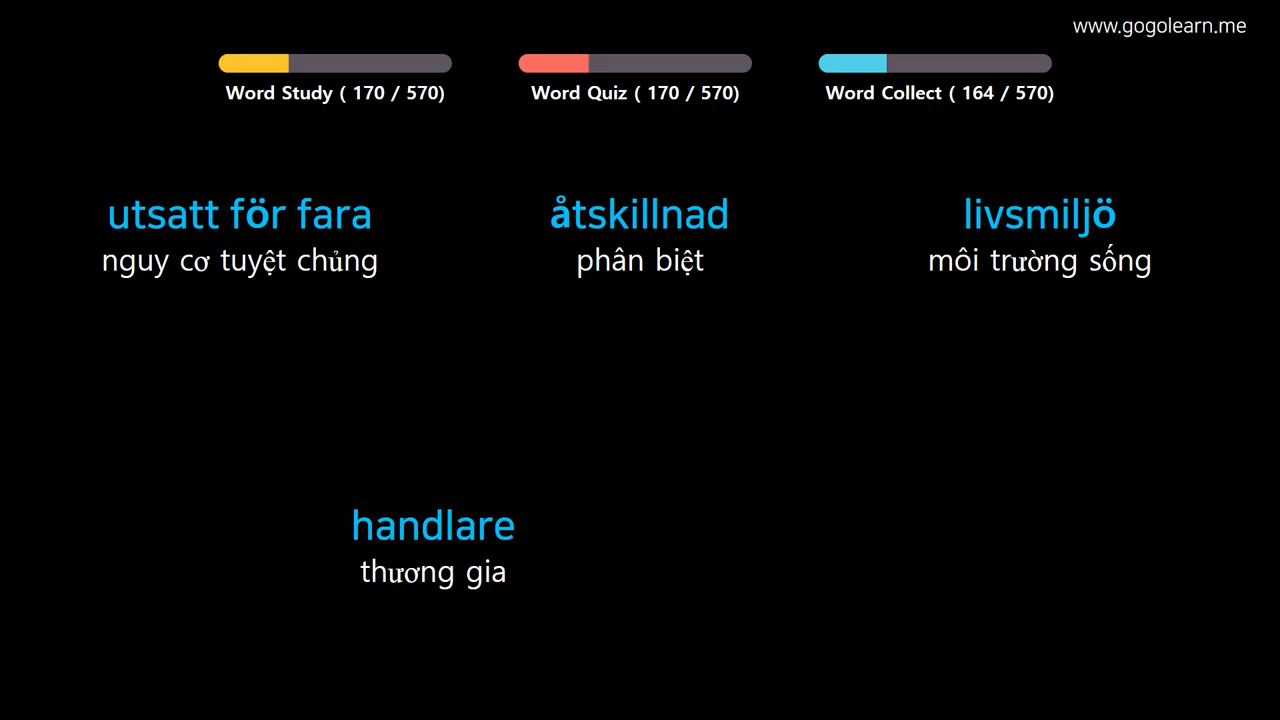 www.gogolearn.me
Word Study ( 170 / 570)
Word Quiz ( 170 / 570)
Word Collect ( 164 / 570)
utsatt för fara
nguy cơ tuyệt chủng
åtskillnad
phân biệt
livsmiljö
môi trường sống
handlare
thương gia